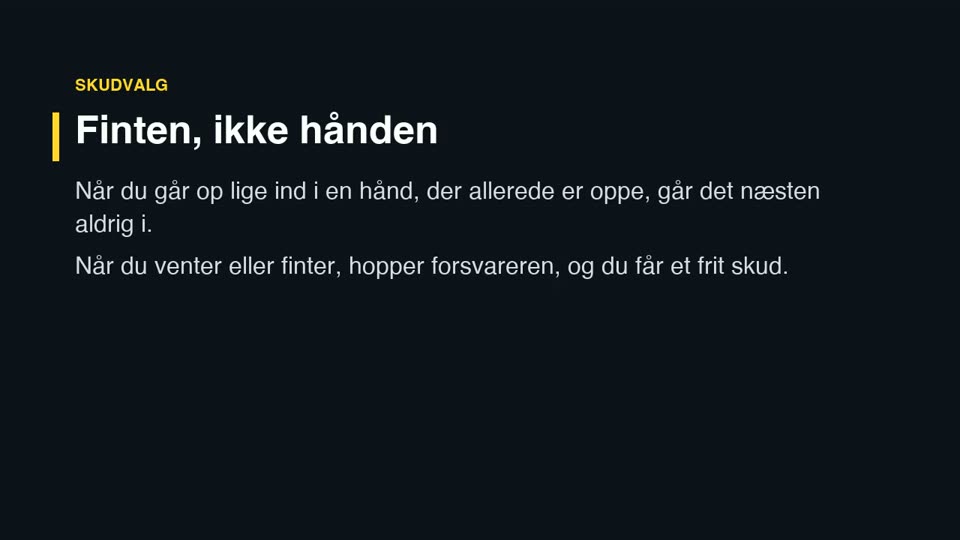 SKUDVALG
Finten, ikke hånden
Når du går op lige ind i en hånd, der allerede er oppe, går det næsten
aldrig i.
Når du venter eller finter, hopper forsvareren, og du får et frit skud.